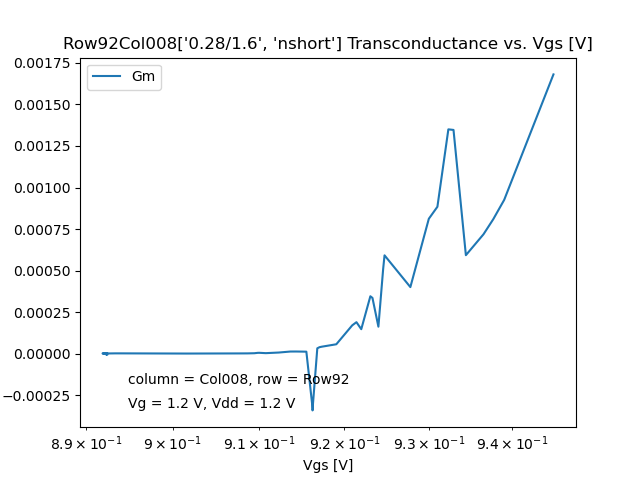 Row92Col008['0.28/1.6', 'nshort'] Transconductance vs. Vgs [V]
Gm
0.00175
0.00150
0.00125
0.00100
0.00075
0.00050
0.00025
0.00000
−0.00025
column = Col008, row = Row92
Vg = 1.2 V, Vdd = 1.2 V
8.9 × 10⁻¹ 9 × 10⁻¹ 9.1 × 10⁻¹ 9.2 × 10⁻¹ 9.3 × 10⁻¹ 9.4 × 10⁻¹
Vgs [V]